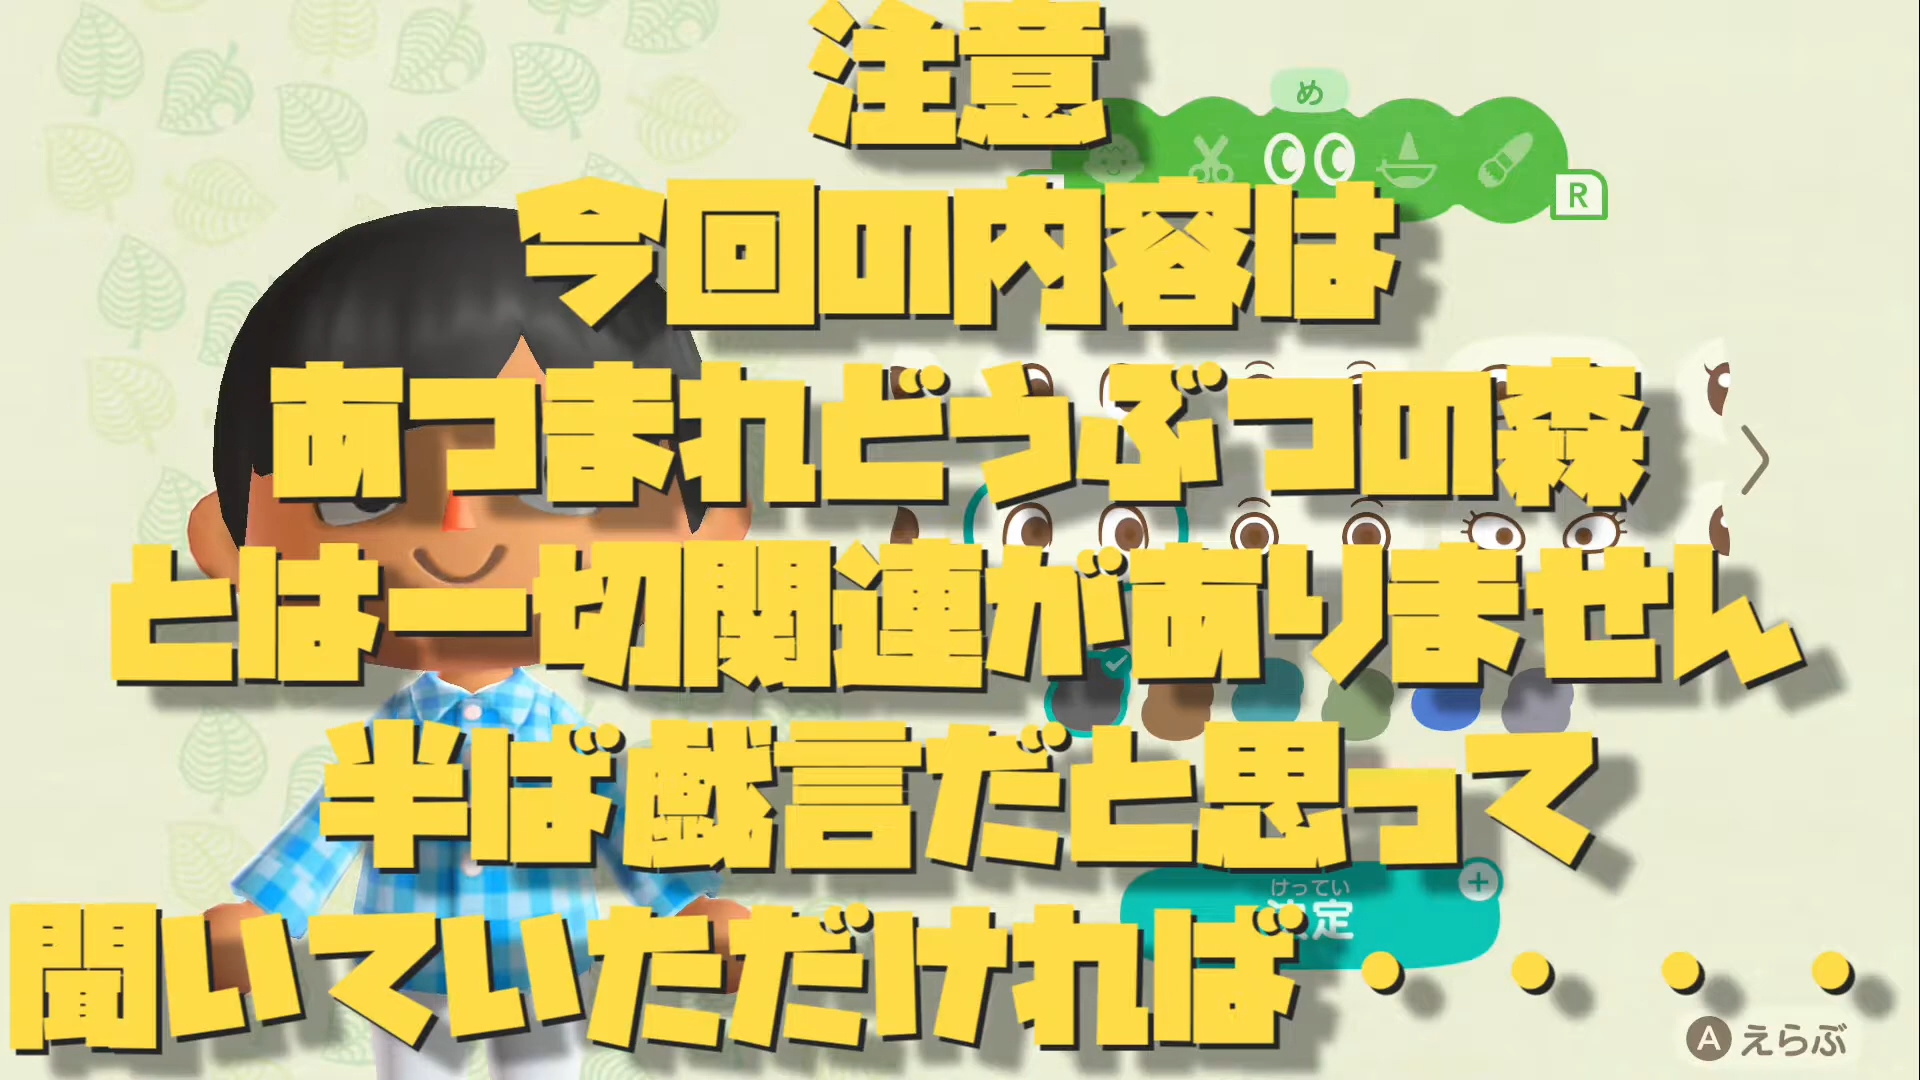 注意
め
R
今回の内容は
あつまれどうぶつの森
とは一切関連がありません
半ば戯言だと思って
けってい
決定
聞いていただければ・・・・
A えらぶ